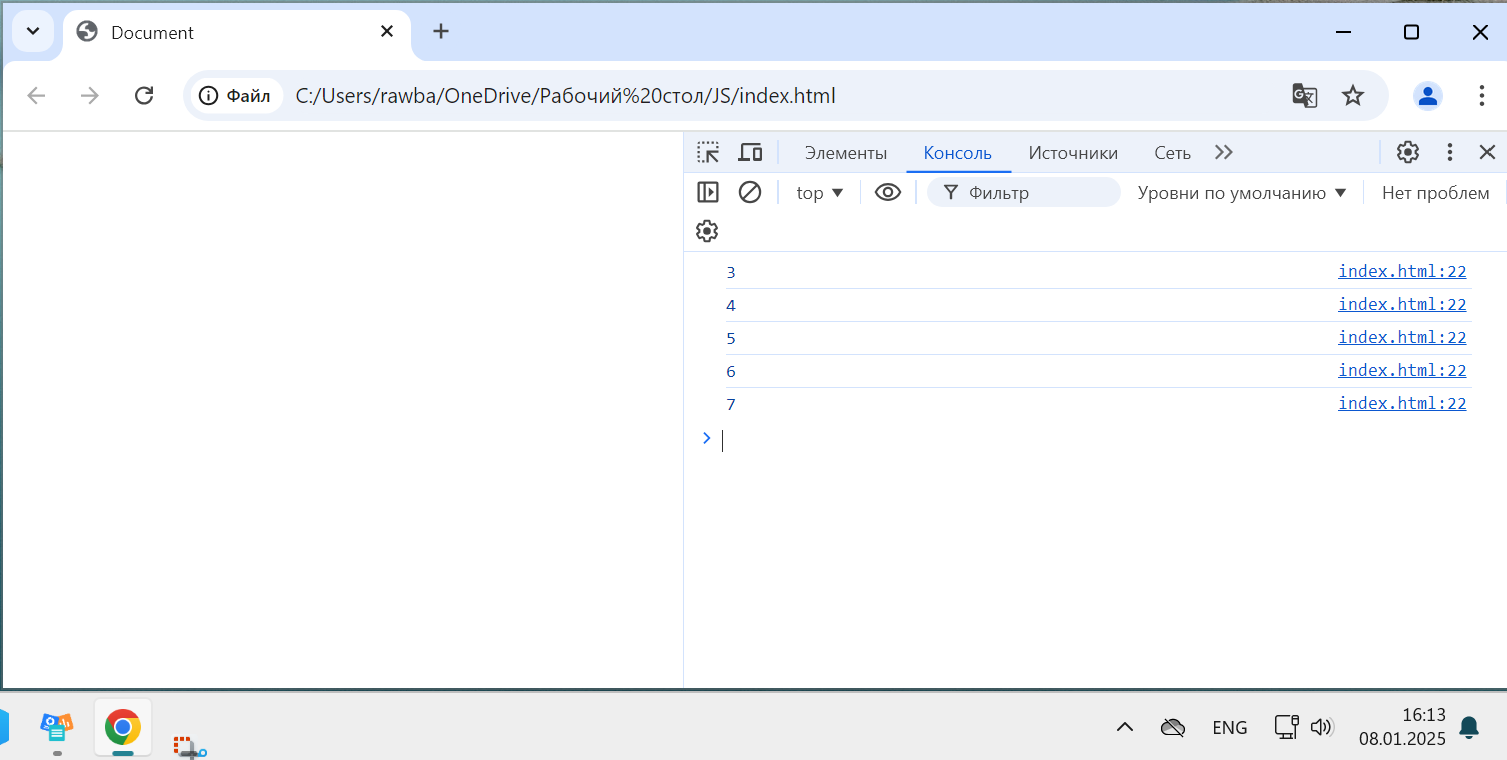 Document
Файл C:/Users/rawba/OneDrive/Рабочий%20стол/JS/index.html
Элементы Консоль Источники Сеть
top Фильтр Уровни по умолчанию Нет проблем
3 index.html:22
4 index.html:22
5 index.html:22
6 index.html:22
7 index.html:22
ENG 16:13
08.01.2025